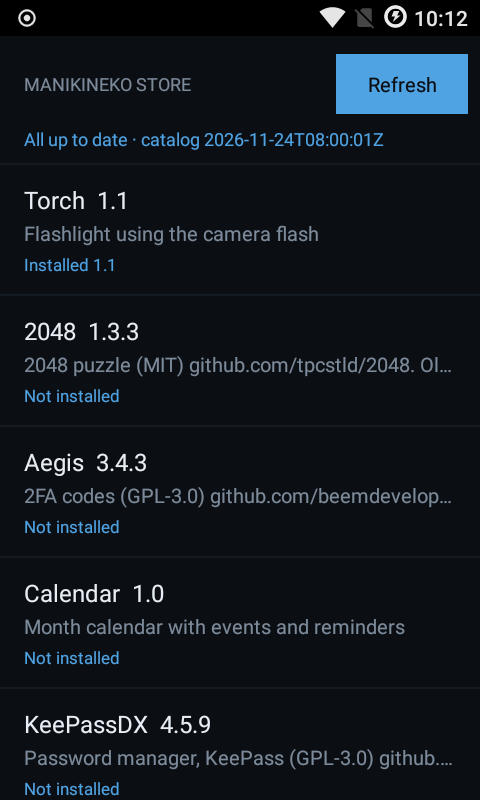 10:12
MANIKINEKO STORE
Refresh
All up to date · catalog 2026-11-24T08:00:01Z
Torch 1.1
Flashlight using the camera flash
Installed 1.1
2048 1.3.3
2048 puzzle (MIT) github.com/tpcstld/2048. Ol…
Not installed
Aegis 3.4.3
2FA codes (GPL-3.0) github.com/beemdevelop…
Not installed
Calendar 1.0
Month calendar with events and reminders
Not installed
KeePassDX 4.5.9
Password manager, KeePass (GPL-3.0) github.…
Not installed